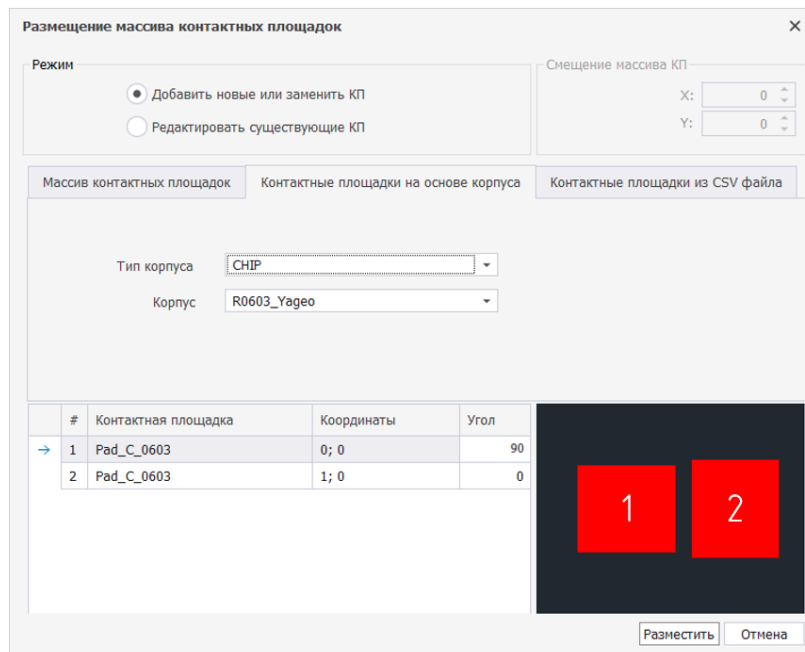 Размещение массива контактных площадок
Режим
Добавить новые или заменить КП
Редактировать существующие КП
Смещение массива КП
X: 0
Y: 0
Массив контактных площадок Контактные площадки на основе корпуса Контактные площадки из CSV файла
Тип корпуса CHIP
Корпус R0603_Yageo
# Контактная площадка Координаты Угол
1 Pad_C_0603 0; 0 90
2 Pad_C_0603 1; 0 0
1 2
Разместить Отмена